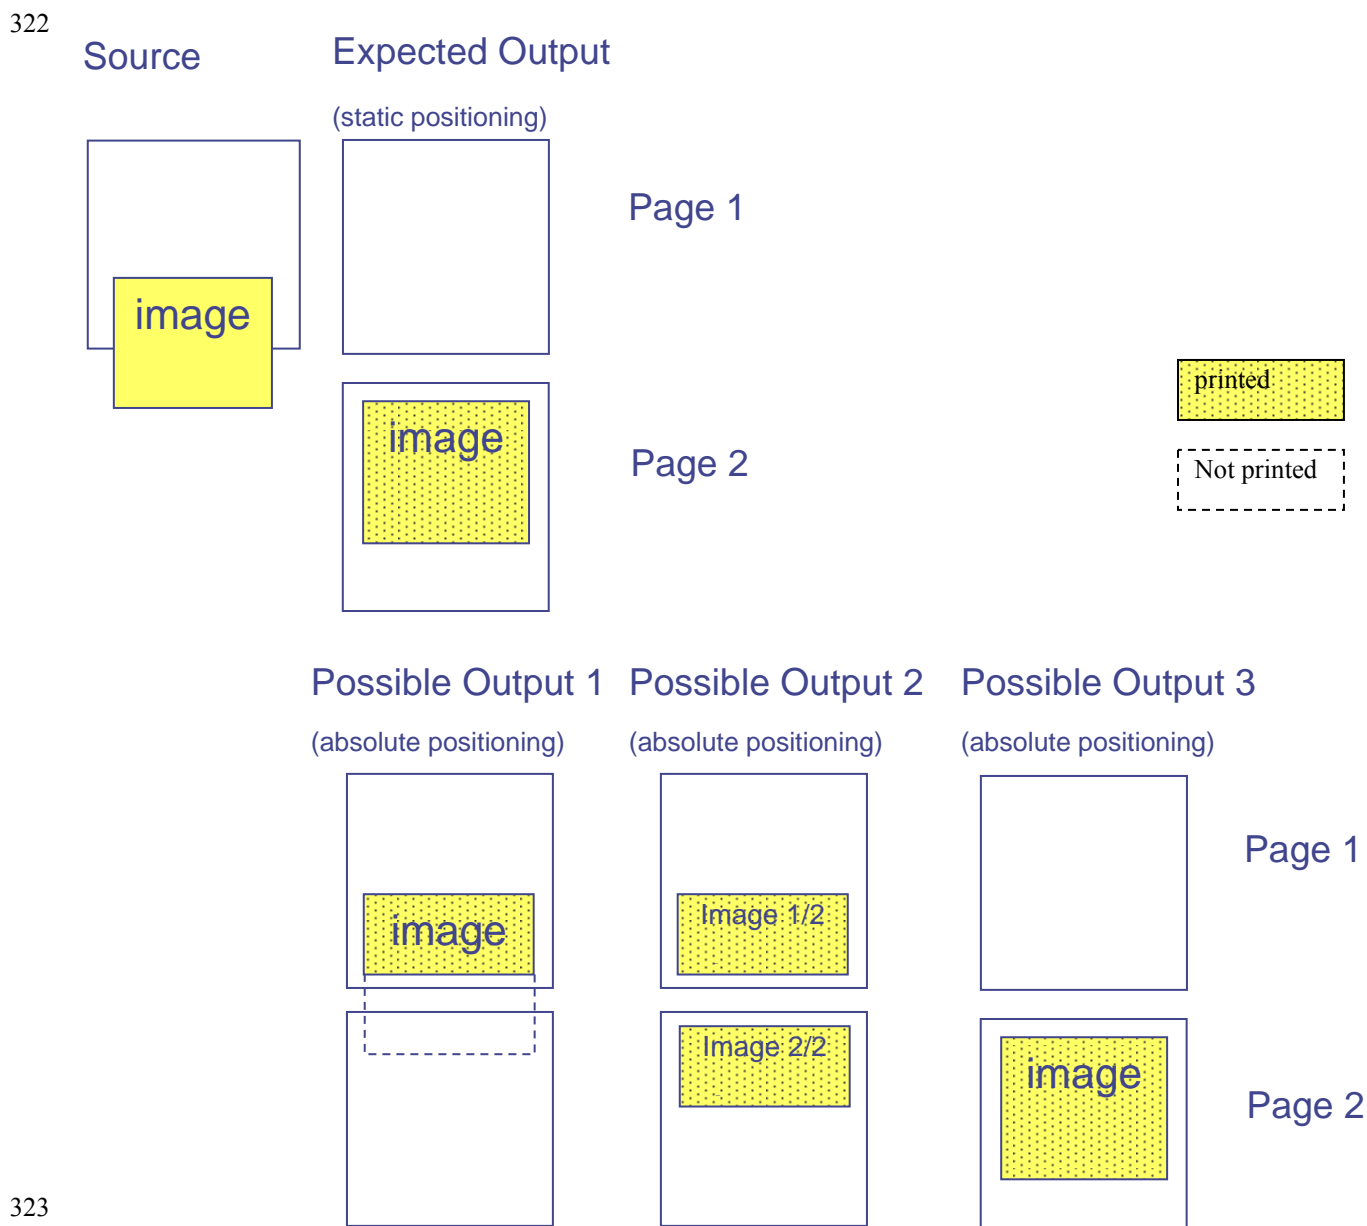 322
Source
Expected Output
(static positioning)
Page 1
image
printed
image
Page 2
Not printed
Possible Output 1
Possible Output 2
Possible Output 3
(absolute positioning)
(absolute positioning)
(absolute positioning)
Page 1
image
Image 1/2
Image 2/2
image
Page 2
323